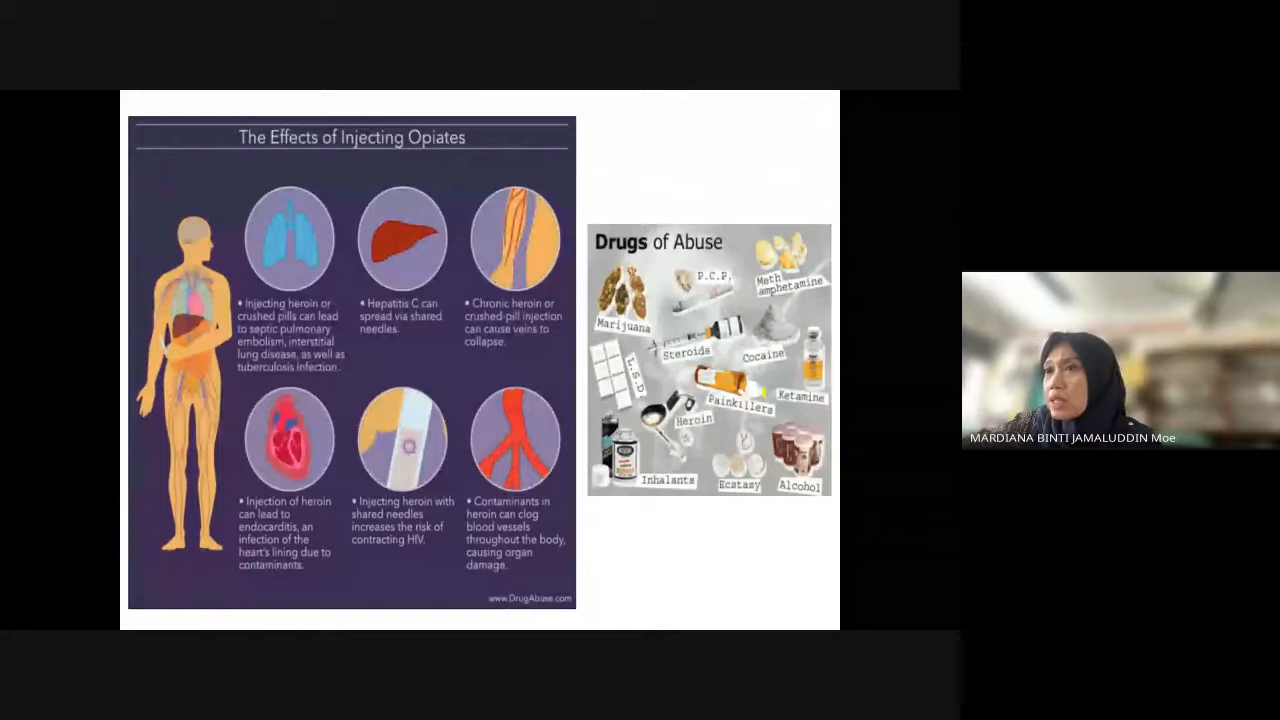 The Effects of Injecting Opiates
• Injecting heroin or
crushed pills can lead
to septic pulmonary
embolism, interstitial
lung disease, as well as
tuberculosis infection.
• Hepatitis C can
spread via shared
needles.
• Chronic heroin or
crushed-pill injection
can cause veins to
collapse.
• Injection of heroin
can lead to
endocarditis, an
infection of the
heart's lining due to
contaminants.
• Injecting heroin with
shared needles
increases the risk of
contracting HIV.
• Contaminants in
heroin can clog
blood vessels
throughout the body,
causing organ
damage.
www.DrugAbuse.com
Drugs of Abuse
P.C.P.
Meth
amphetamine
Marijuana
Steroids
Cocaine
L.S.D
Painkillers
Ketamine
Heroin
Inhalants
Ecstasy
Alcohol
MARDIANA BINTI JAMALUDDIN Moe